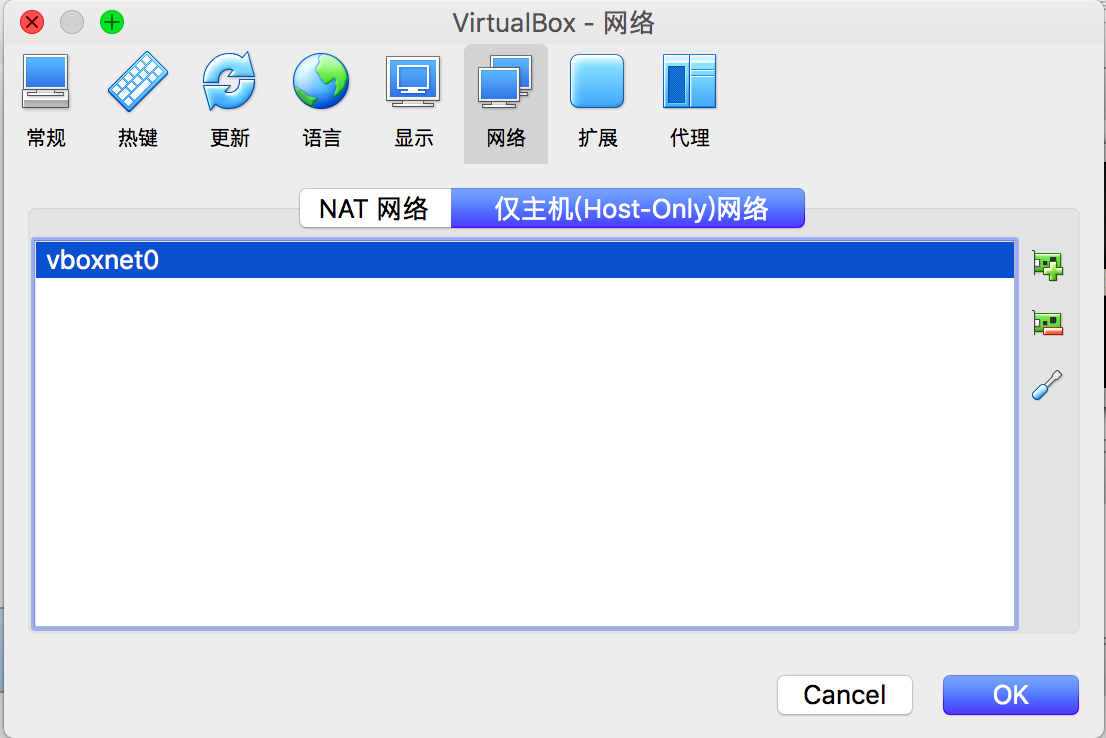 VirtualBox - 网络
常规 热键 更新 语言 显示 网络 扩展 代理
NAT 网络 仅主机(Host-Only)网络
vboxnet0
Cancel OK